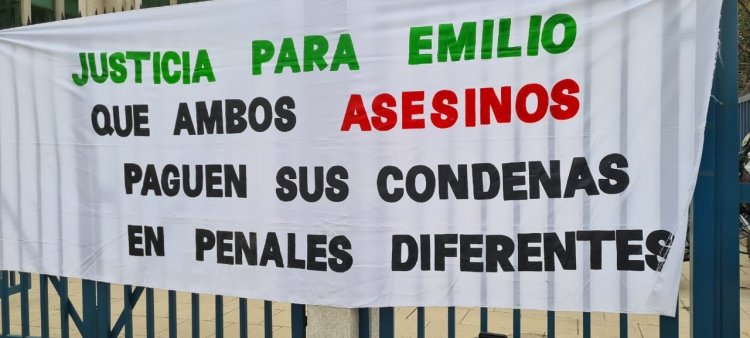 JUSTICIA PARA EMILIO
QUE AMBOS ASESINOS
PAGUEN SUS CONDENAS
EN PENALES DIFERENTES